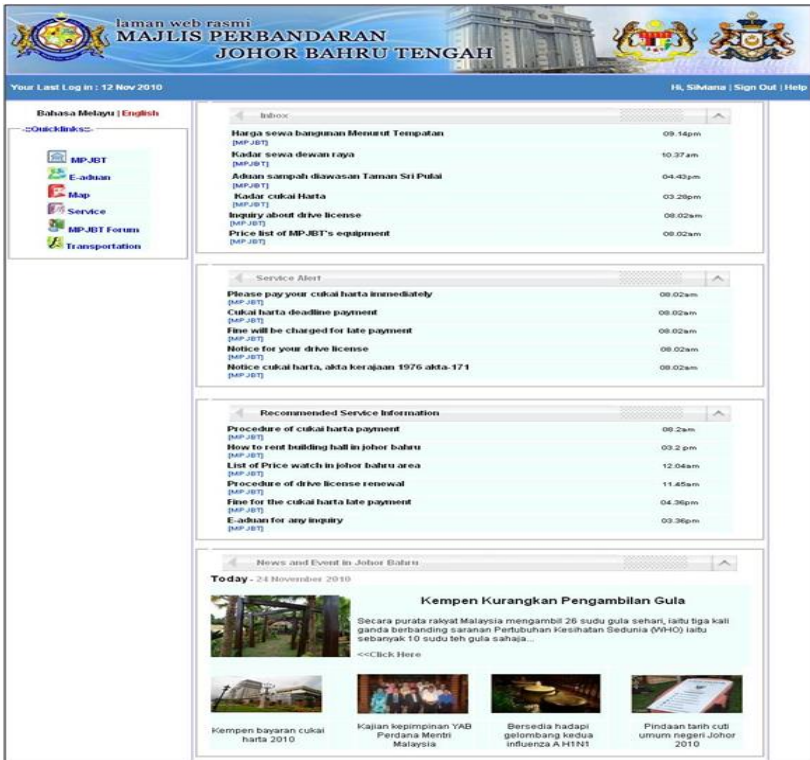 laman web rasmi
MAJLIS PERBANDARAN
JOHOR BAHRU TENGAH
Your Last Log in : 12 Nov 2010
Hi, Silviana | Sign Out | Help
Bahasa Melayu | English
-::Quicklinks::-
MPJBT
E-aduan
Map
Service
MPJBT Forum
Transportation
Inbox
Harga sewa bangunan Menurut Tempatan 09.14pm
[MPJBT]
Kadar sewa dewan raya 10.37am
[MPJBT]
Aduan sampah diawasan Taman Sri Pulai 04.43pm
[MPJBT]
Kadar cukai Harta 03.28pm
[MPJBT]
Inquiry about drive license 08.02am
[MPJBT]
Price list of MPJBT's equipment 08.02am
[MPJBT]
Service Alert
Please pay your cukai harta immediately 08.02am
[MPJBT]
Cukai harta deadline payment 08.02am
[MPJBT]
Fine will be charged for late payment 08.02am
[MPJBT]
Notice for your drive license 08.02am
[MPJBT]
Notice cukai harta, akta kerajaan 1976 akta-171 08.02am
[MPJBT]
Recommended Service Information
Procedure of cukai harta payment 08.2am
[MPJBT]
How to rent building hall in johor bahru 03.2 pm
[MPJBT]
List of Price watch in johor bahru area 12.04am
[MPJBT]
Procedure of drive license renewal 11.45am
[MPJBT]
Fine for the cukai harta late payment 04.36pm
[MPJBT]
E-aduan for any inquiry 03.36pm
[MPJBT]
News and Event in Johor Bahru
Today - 24 November 2010
Kempen Kurangkan Pengambilan Gula
Secara purata rakyat Malaysia mengambil 26 sudu gula sehari, iaitu tiga kali
ganda berbanding saranan Pertubuhan Kesihatan Sedunia (WHO) iaitu
sebanyak 10 sudu teh gula sahaja...
<<Click Here
Kempen bayaran cukai
harta 2010
Kajian kepimpinan YAB
Perdana Mentri
Malaysia
Bersedia hadapi
gelombang kedua
influenza A H1N1
Pindaan tarih cuti
umum negeri Johor
2010